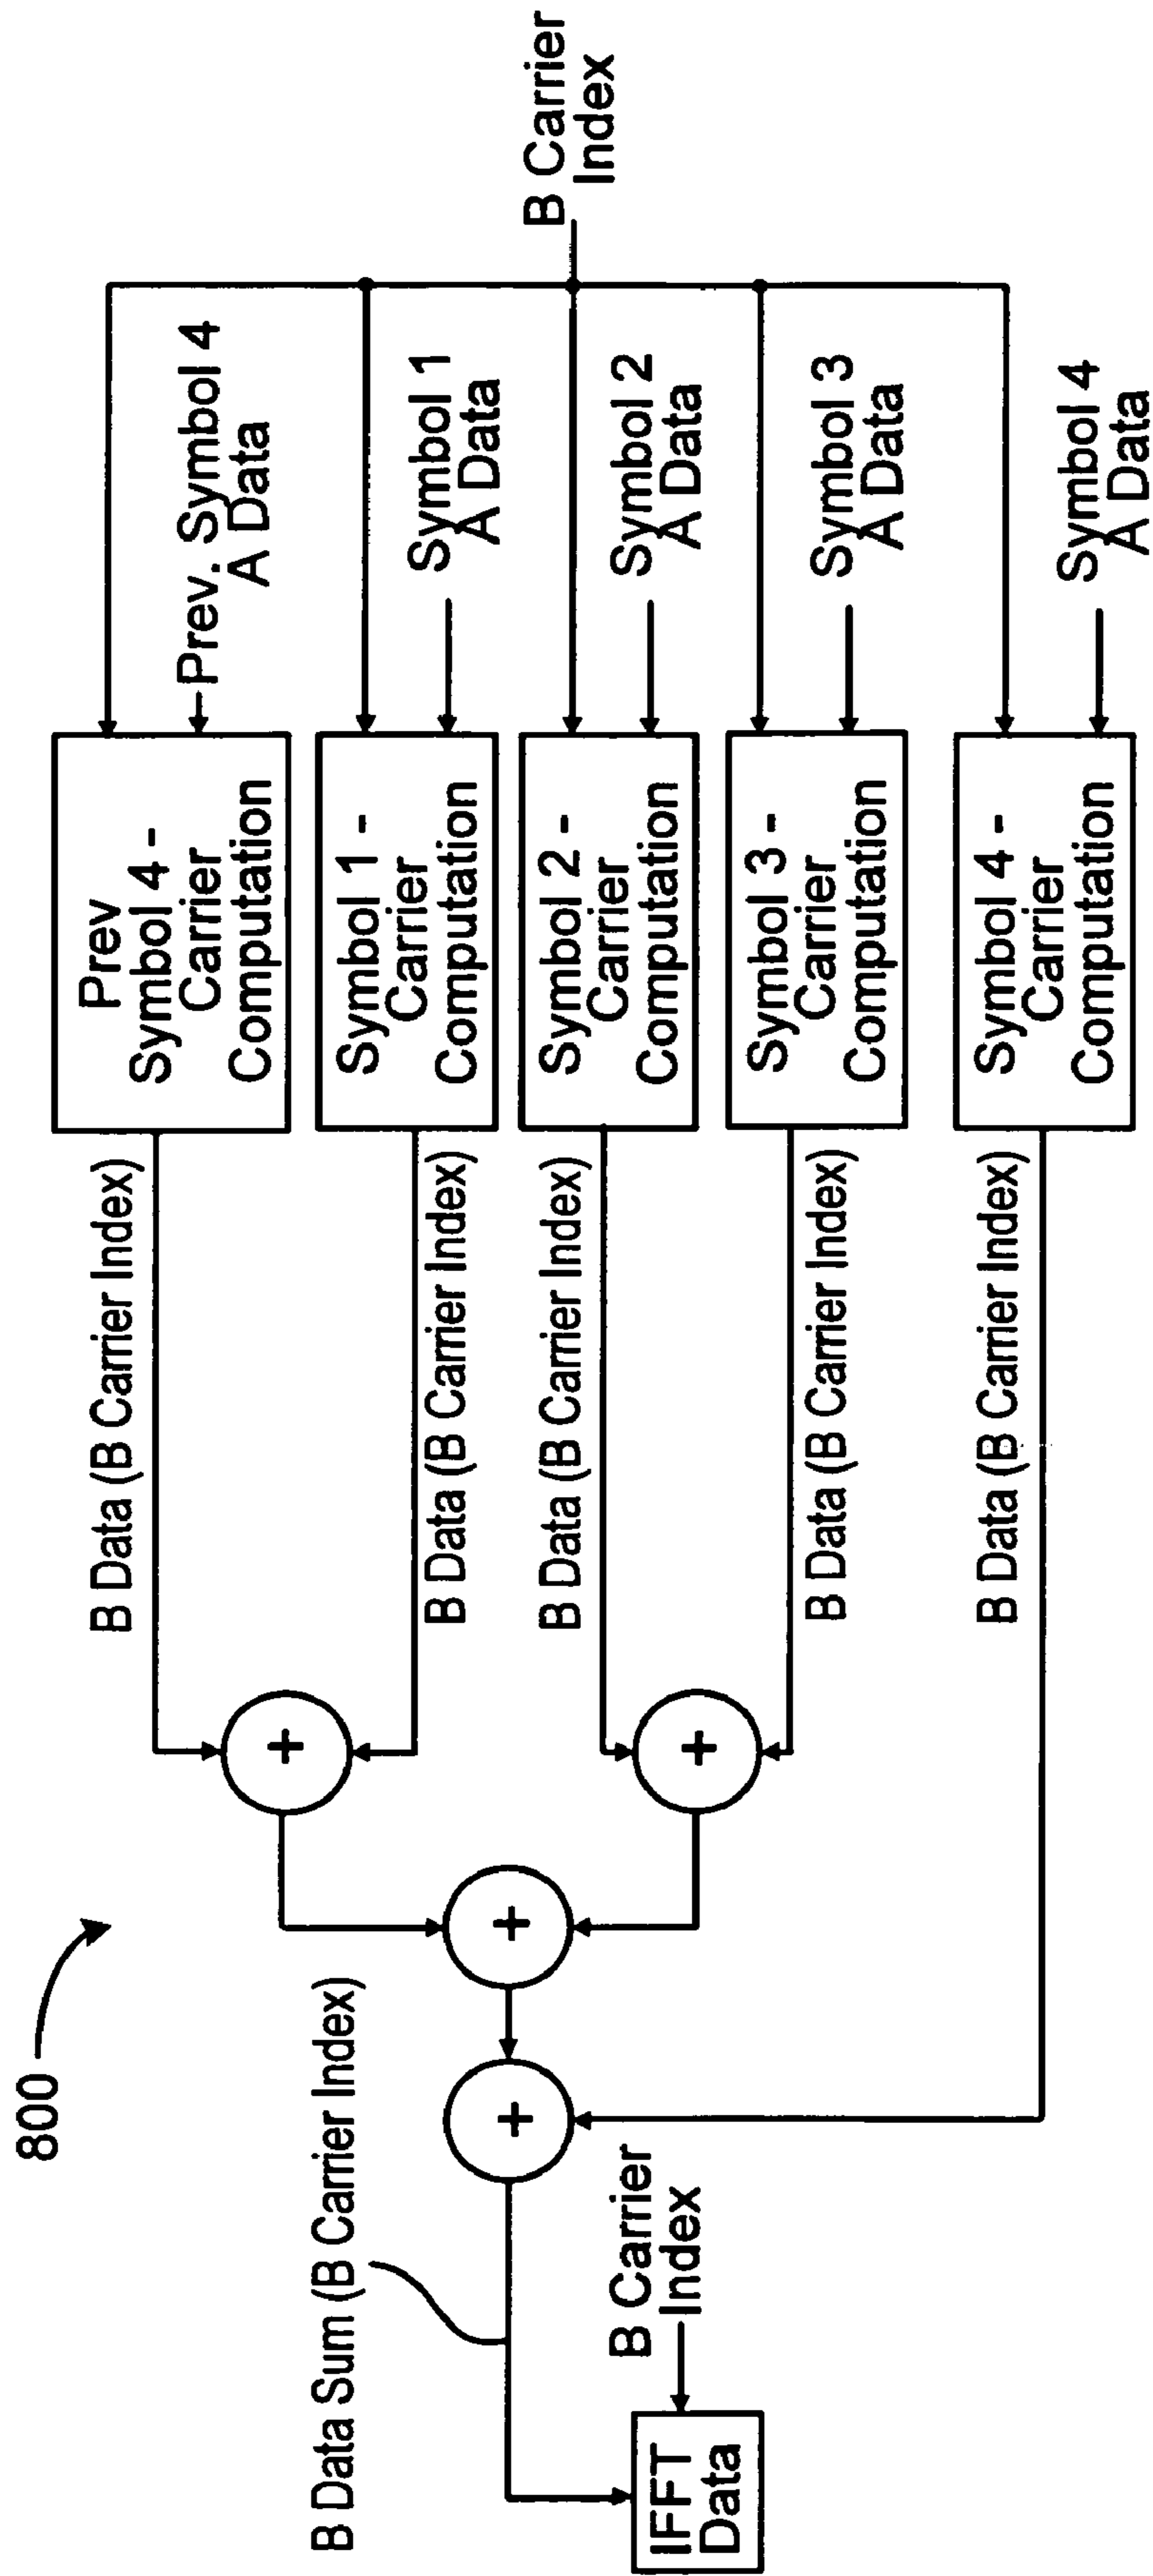 800
B Carrier
Index
Prev. Symbol 4
A Data
Symbol 1
A Data
Symbol 2
A Data
Symbol 3
A Data
Symbol 4
A Data
Prev
Symbol 4 -
Carrier
Computation
Symbol 1 -
Carrier
Computation
Symbol 2 -
Carrier
Computation
Symbol 3 -
Carrier
Computation
Symbol 4 -
Carrier
Computation
B Data (B Carrier Index)
B Data (B Carrier Index)
B Data (B Carrier Index)
B Data (B Carrier Index)
B Data (B Carrier Index)
+
+
+
+
B Data Sum (B Carrier Index)
B Carrier
Index
IFFT
Data